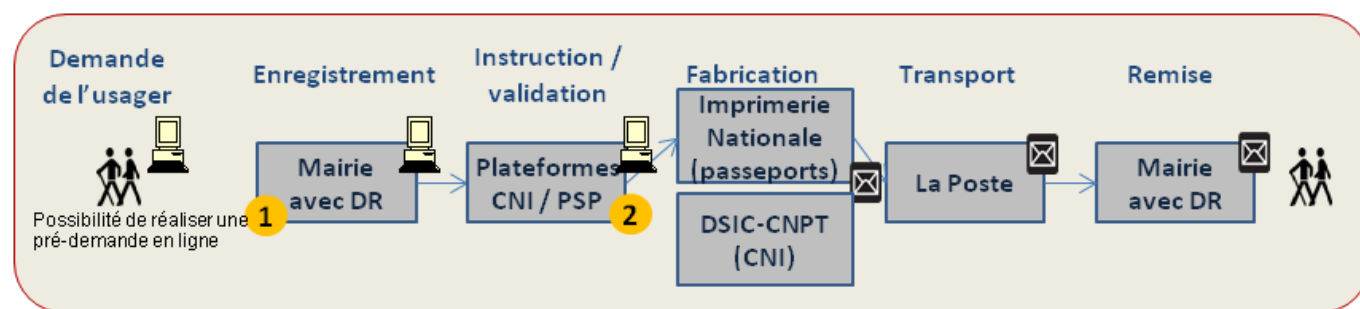 Demande
de l'usager
Possibilité de réaliser une
pré-demande en ligne
Enregistrement
Mairie
avec DR
1
Instruction /
validation
Plateformes
CNI / PSP
2
Fabrication
Imprimerie
Nationale
(passeports)
DSIC-CNPT
(CNI)
Transport
La Poste
Remise
Mairie
avec DR